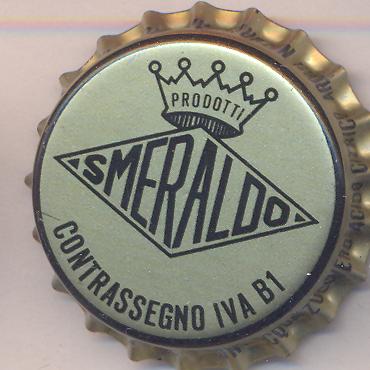 PRODOTTI
SMERALDO
CONTRASSEGNO IVA B1